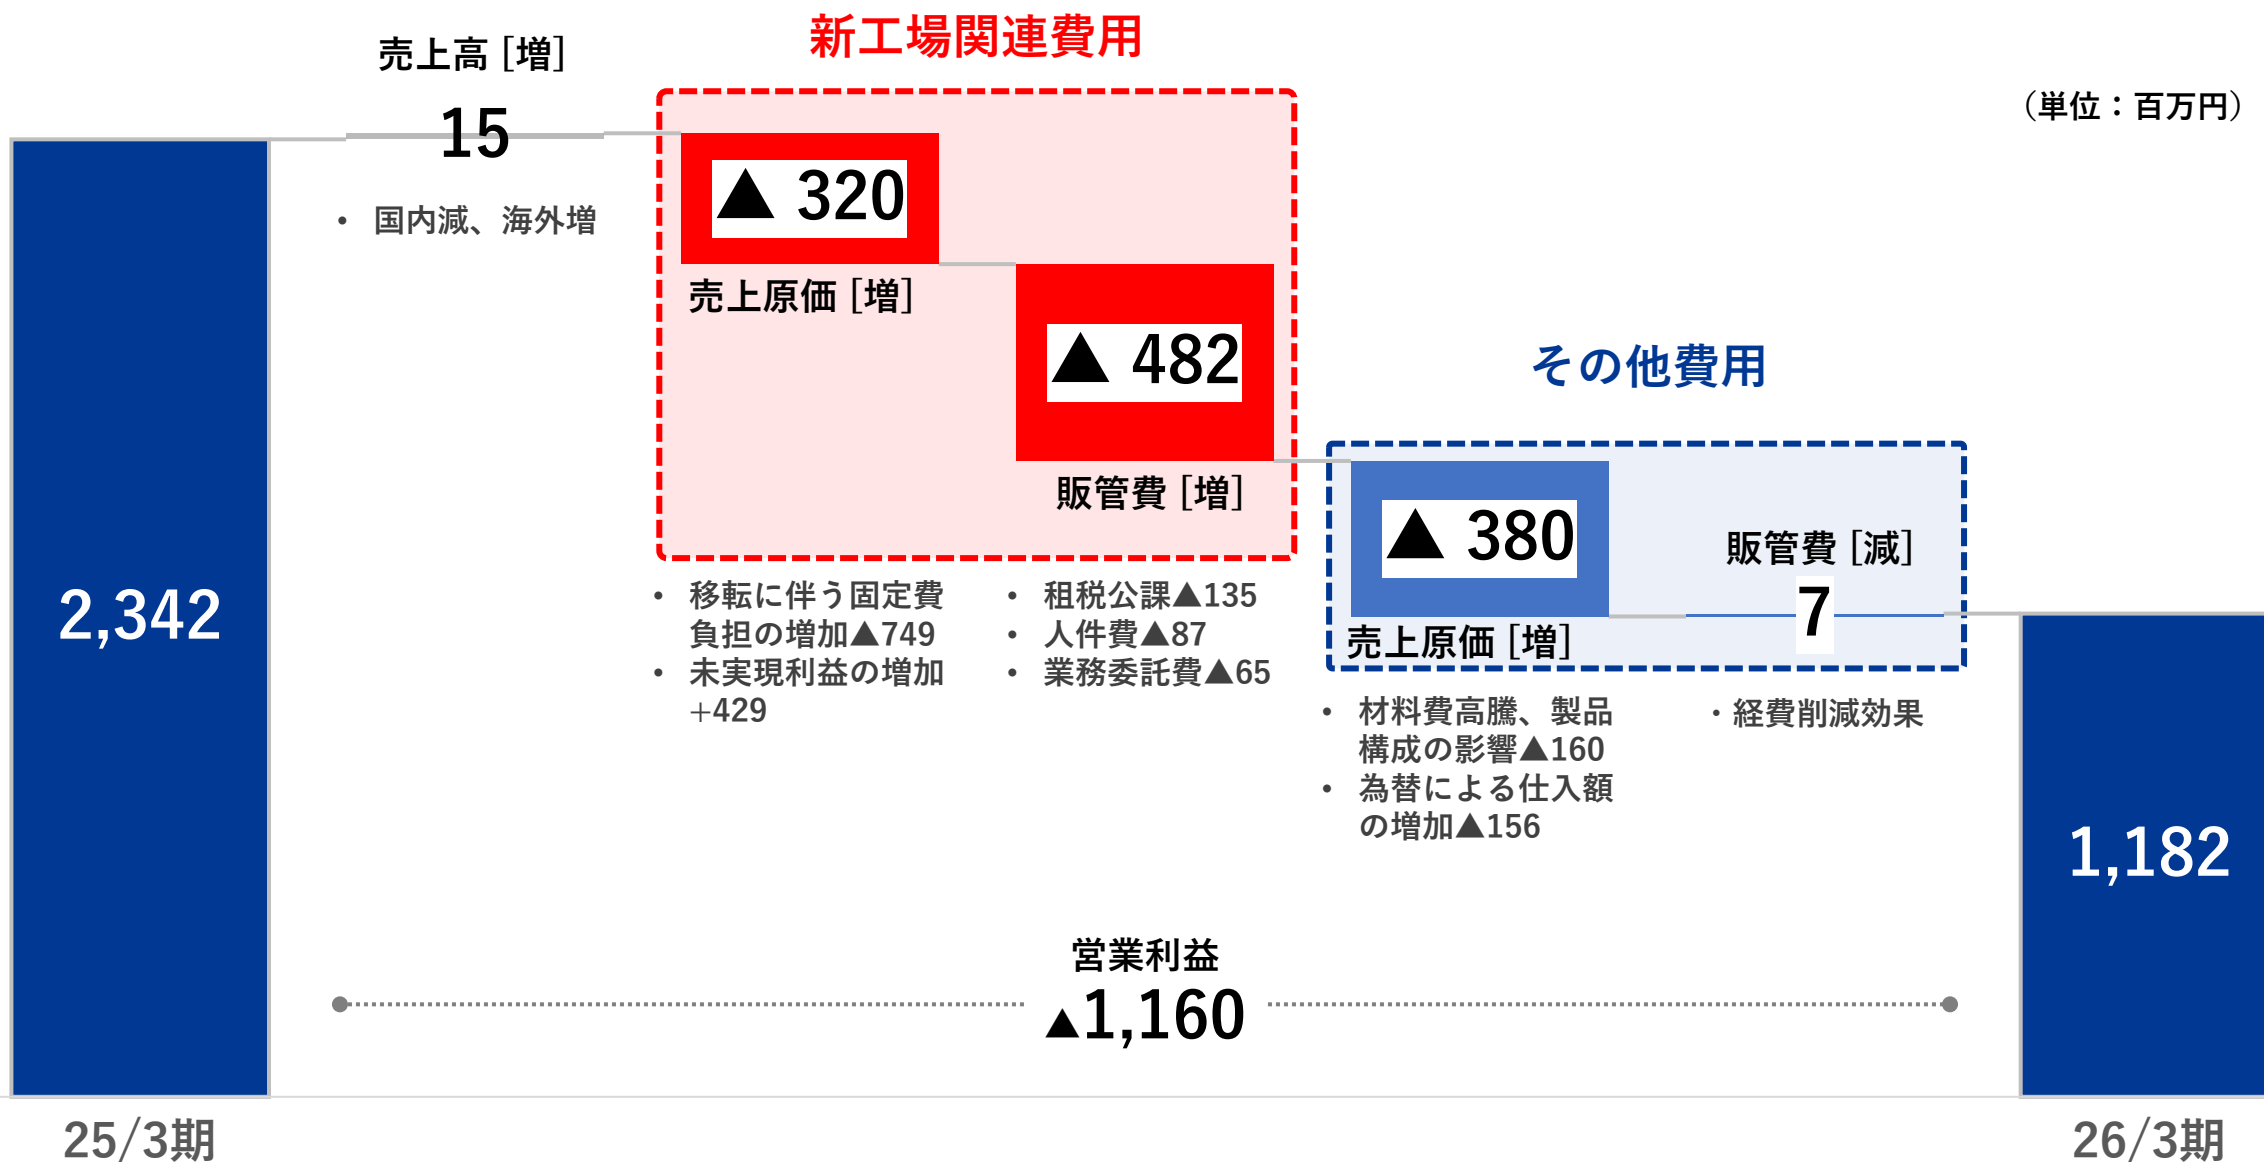 新工場関連費用
売上高 [増]
(単位：百万円)
15
・ 国内減、海外増
▲ 320
売上原価 [増]
▲ 482
販管費 [増]
その他費用
▲ 380
売上原価 [増]
販管費 [減]
7
2,342
• 移転に伴う固定費
負担の増加▲749
• 未実現利益の増加
+429
• 租税公課▲135
• 人件費▲87
• 業務委託費▲65
• 材料費高騰、製品
構成の影響▲160
• 為替による仕入額
の増加▲156
・経費削減効果
1,182
営業利益
▲1,160
25/3期
26/3期